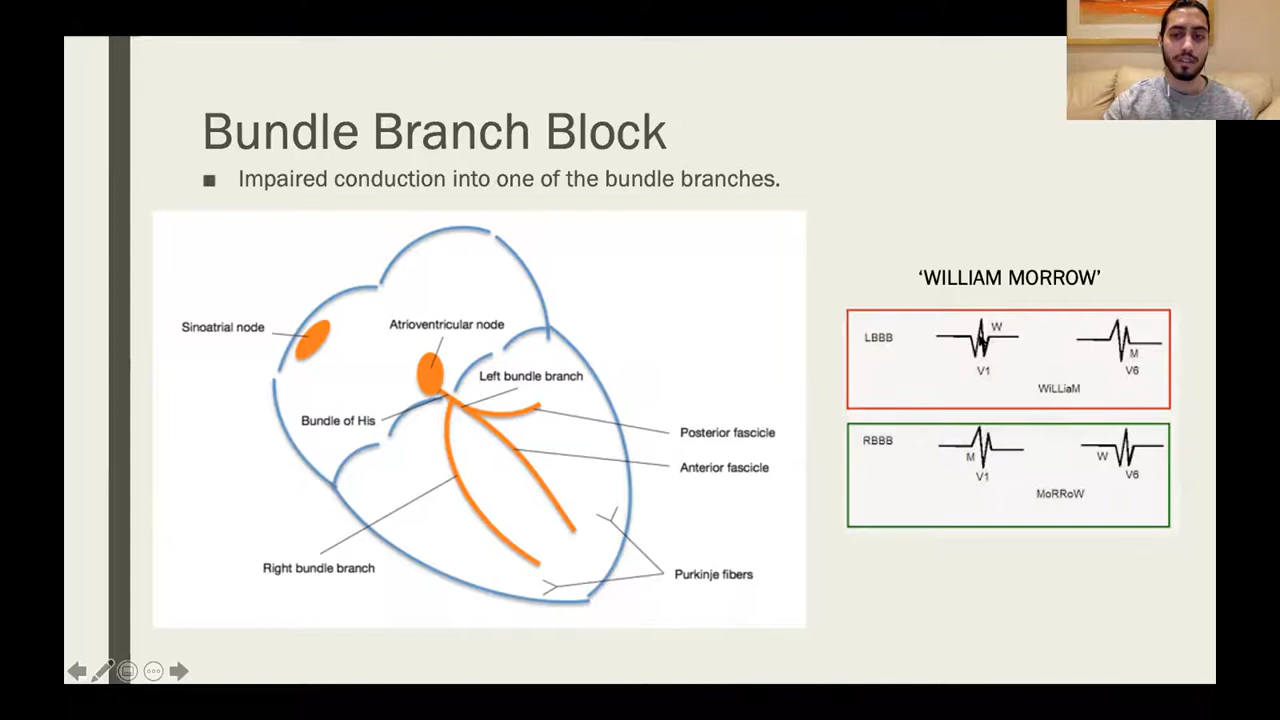 Bundle Branch Block
■ Impaired conduction into one of the bundle branches.
Sinoatrial node
Atrioventricular node
Left bundle branch
Bundle of His
Posterior fascicle
Anterior fascicle
Right bundle branch
Purkinje fibers
‘WILLIAM MORROW’
LBBB
W
V1
M
V6
WiLLiaM
RBBB
M
V1
W
V6
MoRRoW